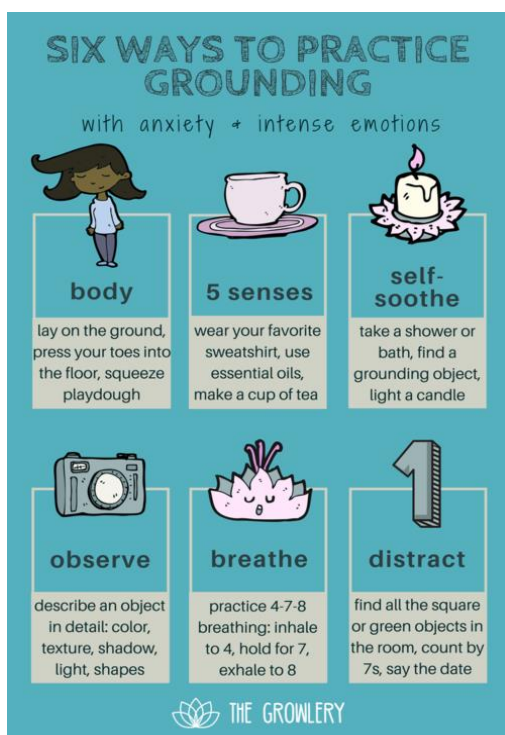 SIX WAYS TO PRACTICE
GROUNDING
with anxiety + intense emotions
body
lay on the ground,
press your toes into
the floor, squeeze
playdough
5 senses
wear your favorite
sweatshirt, use
essential oils,
make a cup of tea
self-
soothe
take a shower or
bath, find a
grounding object,
light a candle
observe
describe an object
in detail: color,
texture, shadow,
light, shapes
breathe
practice 4-7-8
breathing: inhale
to 4, hold for 7,
exhale to 8
1
distract
find all the square
or green objects in
the room, count by
7s, say the date
THE GROWLERY